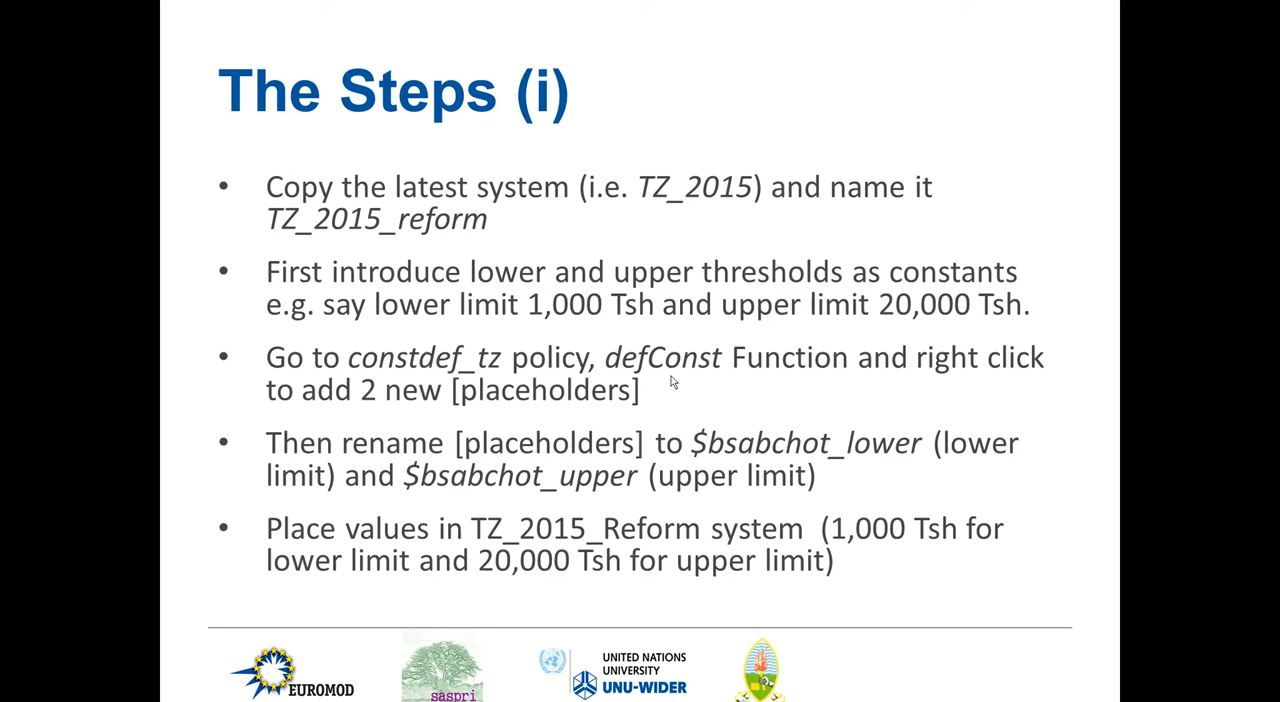 The Steps (i)
• Copy the latest system (i.e. TZ_2015) and name it
TZ_2015_reform
• First introduce lower and upper thresholds as constants
e.g. say lower limit 1,000 Tsh and upper limit 20,000 Tsh.
• Go to constdef_tz policy, defConst Function and right click
to add 2 new [placeholders]
• Then rename [placeholders] to $bsabchot_lower (lower
limit) and $bsabchot_upper (upper limit)
• Place values in TZ_2015_Reform system  (1,000 Tsh for
lower limit and 20,000 Tsh for upper limit)
EUROMOD
saspri
UNITED NATIONS
UNIVERSITY
UNU-WIDER